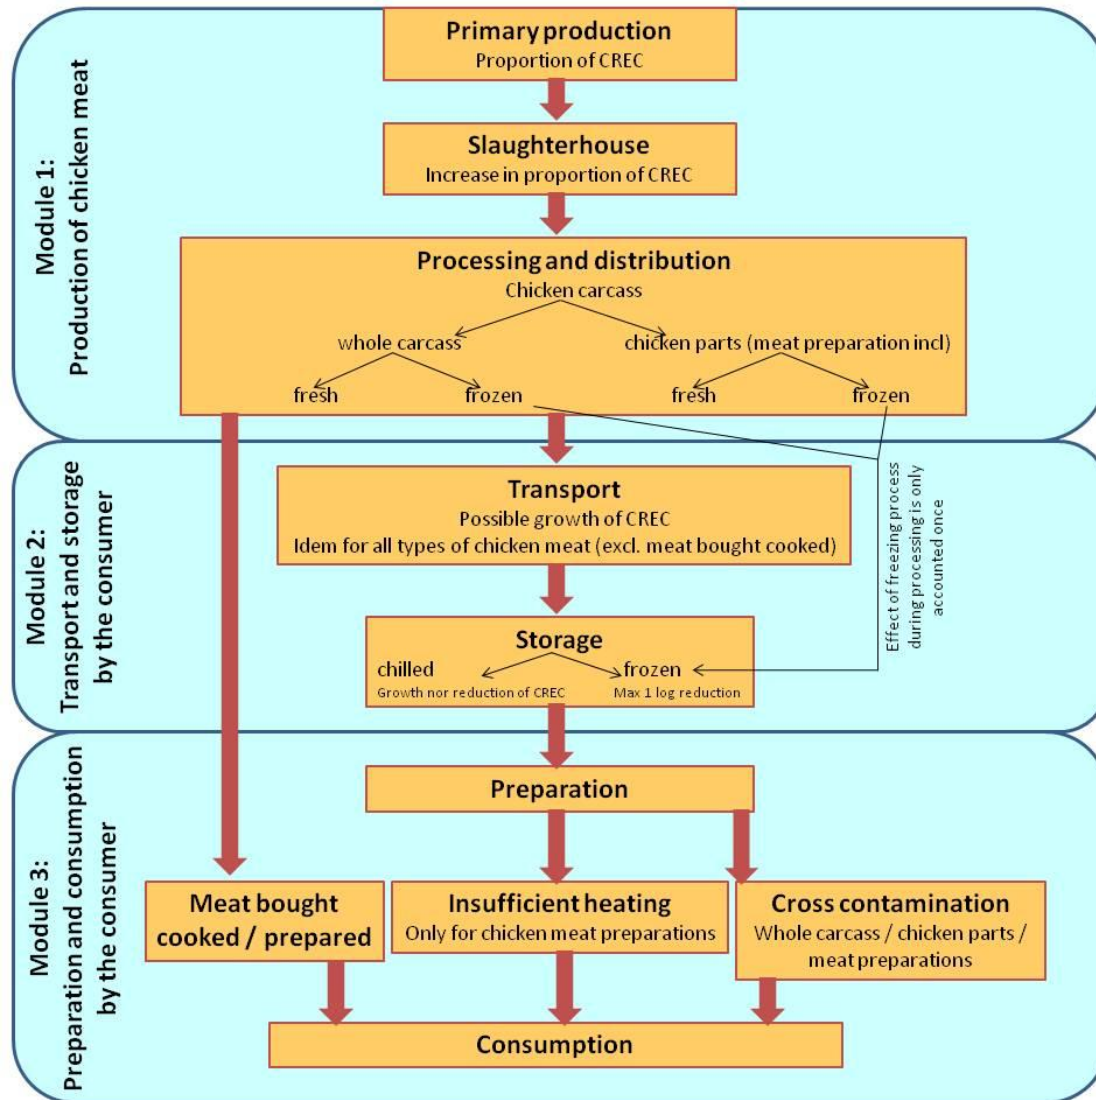 Module 1:
Production of chicken meat
Primary production
Proportion of CREC
Slaughterhouse
Increase in proportion of CREC
Processing and distribution
Chicken carcass
whole carcass
chicken parts (meat preparation incl)
fresh
frozen
fresh
frozen
Module 2:
Transport and storage
by the consumer
Transport
Possible growth of CREC
Idem for all types of chicken meat (excl. meat bought cooked)
Effect of freezing process
during processing is only
accounted once
Storage
chilled
frozen
Growth nor reduction of CREC
Max 1 log reduction
Module 3:
Preparation and consumption
by the consumer
Preparation
Meat bought
cooked / prepared
Insufficient heating
Only for chicken meat preparations
Cross contamination
Whole carcass / chicken parts /
meat preparations
Consumption